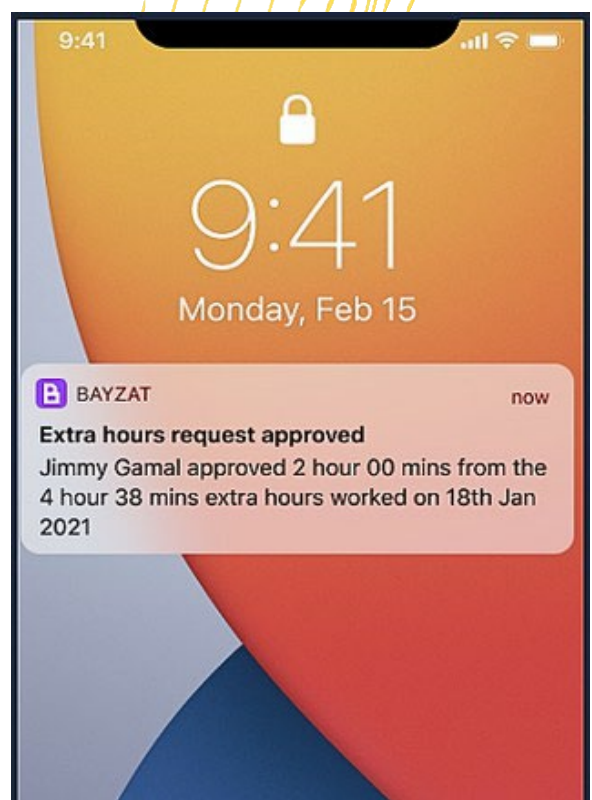 9:41
9:41
Monday, Feb 15
BAYZAT
now
Extra hours request approved
Jimmy Gamal approved 2 hour 00 mins from the
4 hour 38 mins extra hours worked on 18th Jan
2021